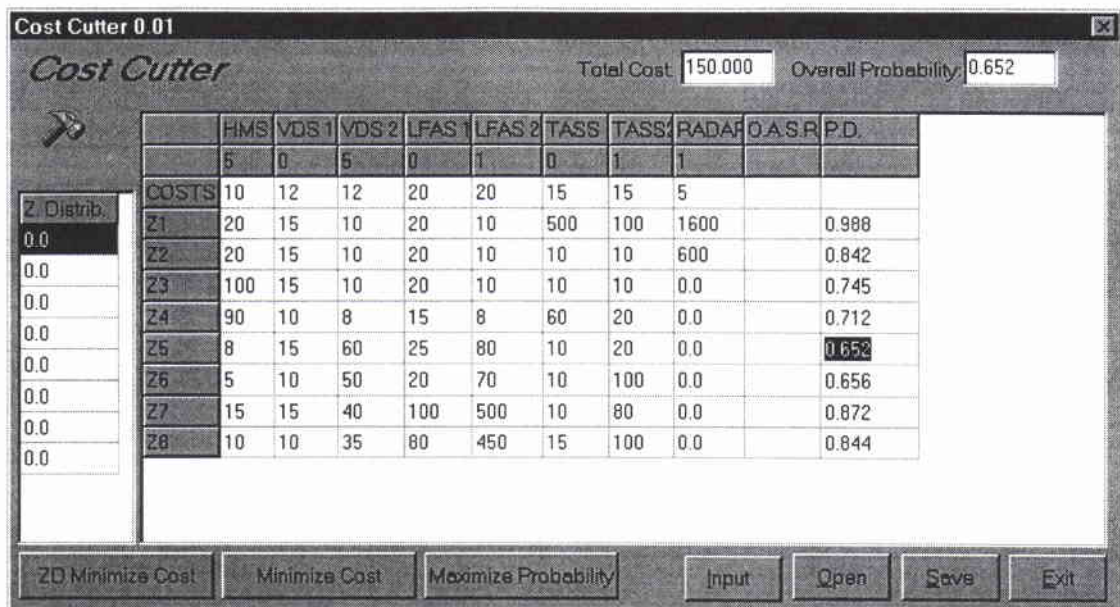 Cost Cutter 0.01
Cost Cutter
Total Cost: 150.000 Overall Probability: 0.652
HMS VDS 1 VDS 2 LFAS 1 LFAS 2 TASS TASS2 RADAR O.A.S.R P.D.
5 0 5 0 1 0 1 1
COSTS 10 12 12 20 20 15 15 5
Z1 20 15 10 20 10 500 100 1600 0.988
Z2 20 15 10 20 10 10 10 600 0.842
Z3 100 15 10 20 10 10 10 0.0 0.745
Z4 90 10 8 15 8 60 20 0.0 0.712
Z5 8 15 60 25 80 10 20 0.0 0.652
Z6 5 10 50 20 70 10 100 0.0 0.656
Z7 15 15 40 100 500 10 80 0.0 0.872
Z8 10 10 35 80 450 15 100 0.0 0.844
Z. Distrib.
0.0
0.0
0.0
0.0
0.0
0.0
0.0
0.0
ZD Minimize Cost Minimize Cost Maximize Probability Input Open Save Exit